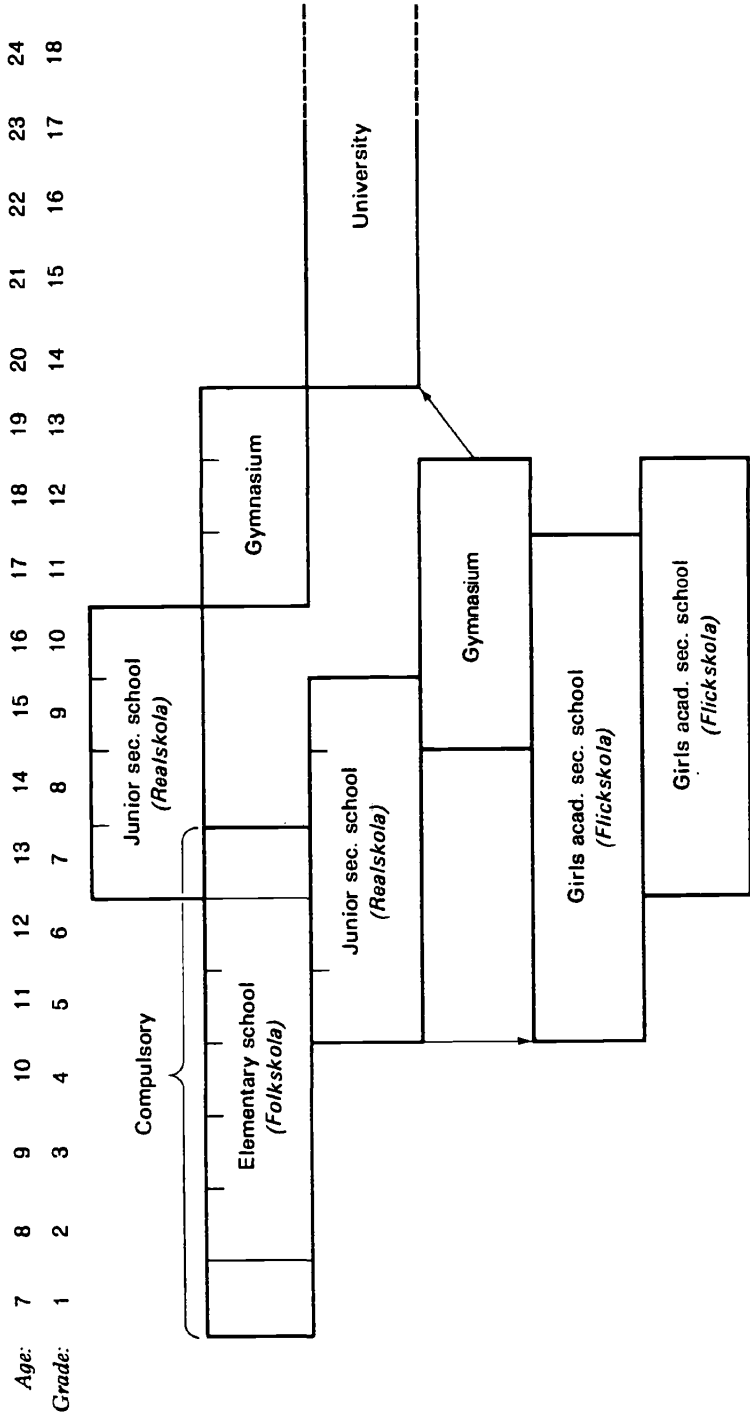 Age: 7 8 9 10 11 12 13 14 15 16 17 18 19 20 21 22 23 24
Grade: 1 2 3 4 5 6 7 8 9 10 11 12 13 14 15 16 17 18
Junior sec. school
(Realskola)
Compulsory
Elementary school
(Folkskola)
Gymnasium
Junior sec. school
(Realskola)
University
Gymnasium
Girls acad. sec. school
(Flickskola)
Girls acad. sec. school
(Flickskola)